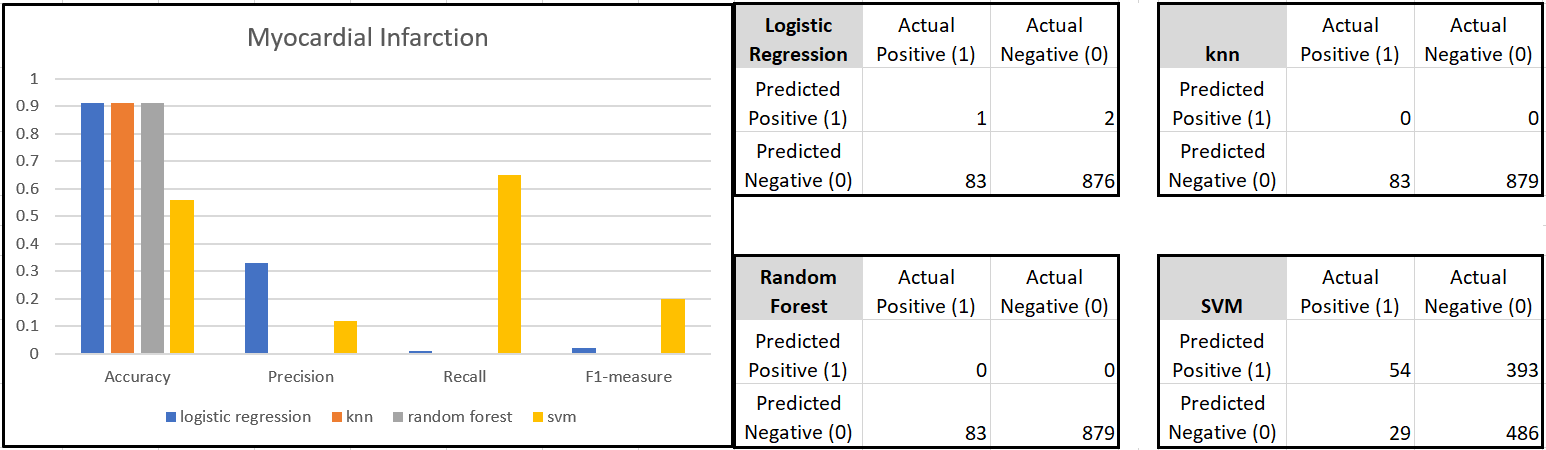 Myocardial Infarction
1
0.9
0.8
0.7
0.6
0.5
0.4
0.3
0.2
0.1
0
Accuracy Precision Recall F1-measure
logistic regression knn random forest svm
Logistic Actual Actual
Regression Positive (1) Negative (0)
Predicted
Positive (1) 1 2
Predicted
Negative (0) 83 876
Actual Actual
knn Positive (1) Negative (0)
Predicted
Positive (1) 0 0
Predicted
Negative (0) 83 879
Random Actual Actual
Forest Positive (1) Negative (0)
Predicted
Positive (1) 0 0
Predicted
Negative (0) 83 879
Actual Actual
SVM Positive (1) Negative (0)
Predicted
Positive (1) 54 393
Predicted
Negative (0) 29 486